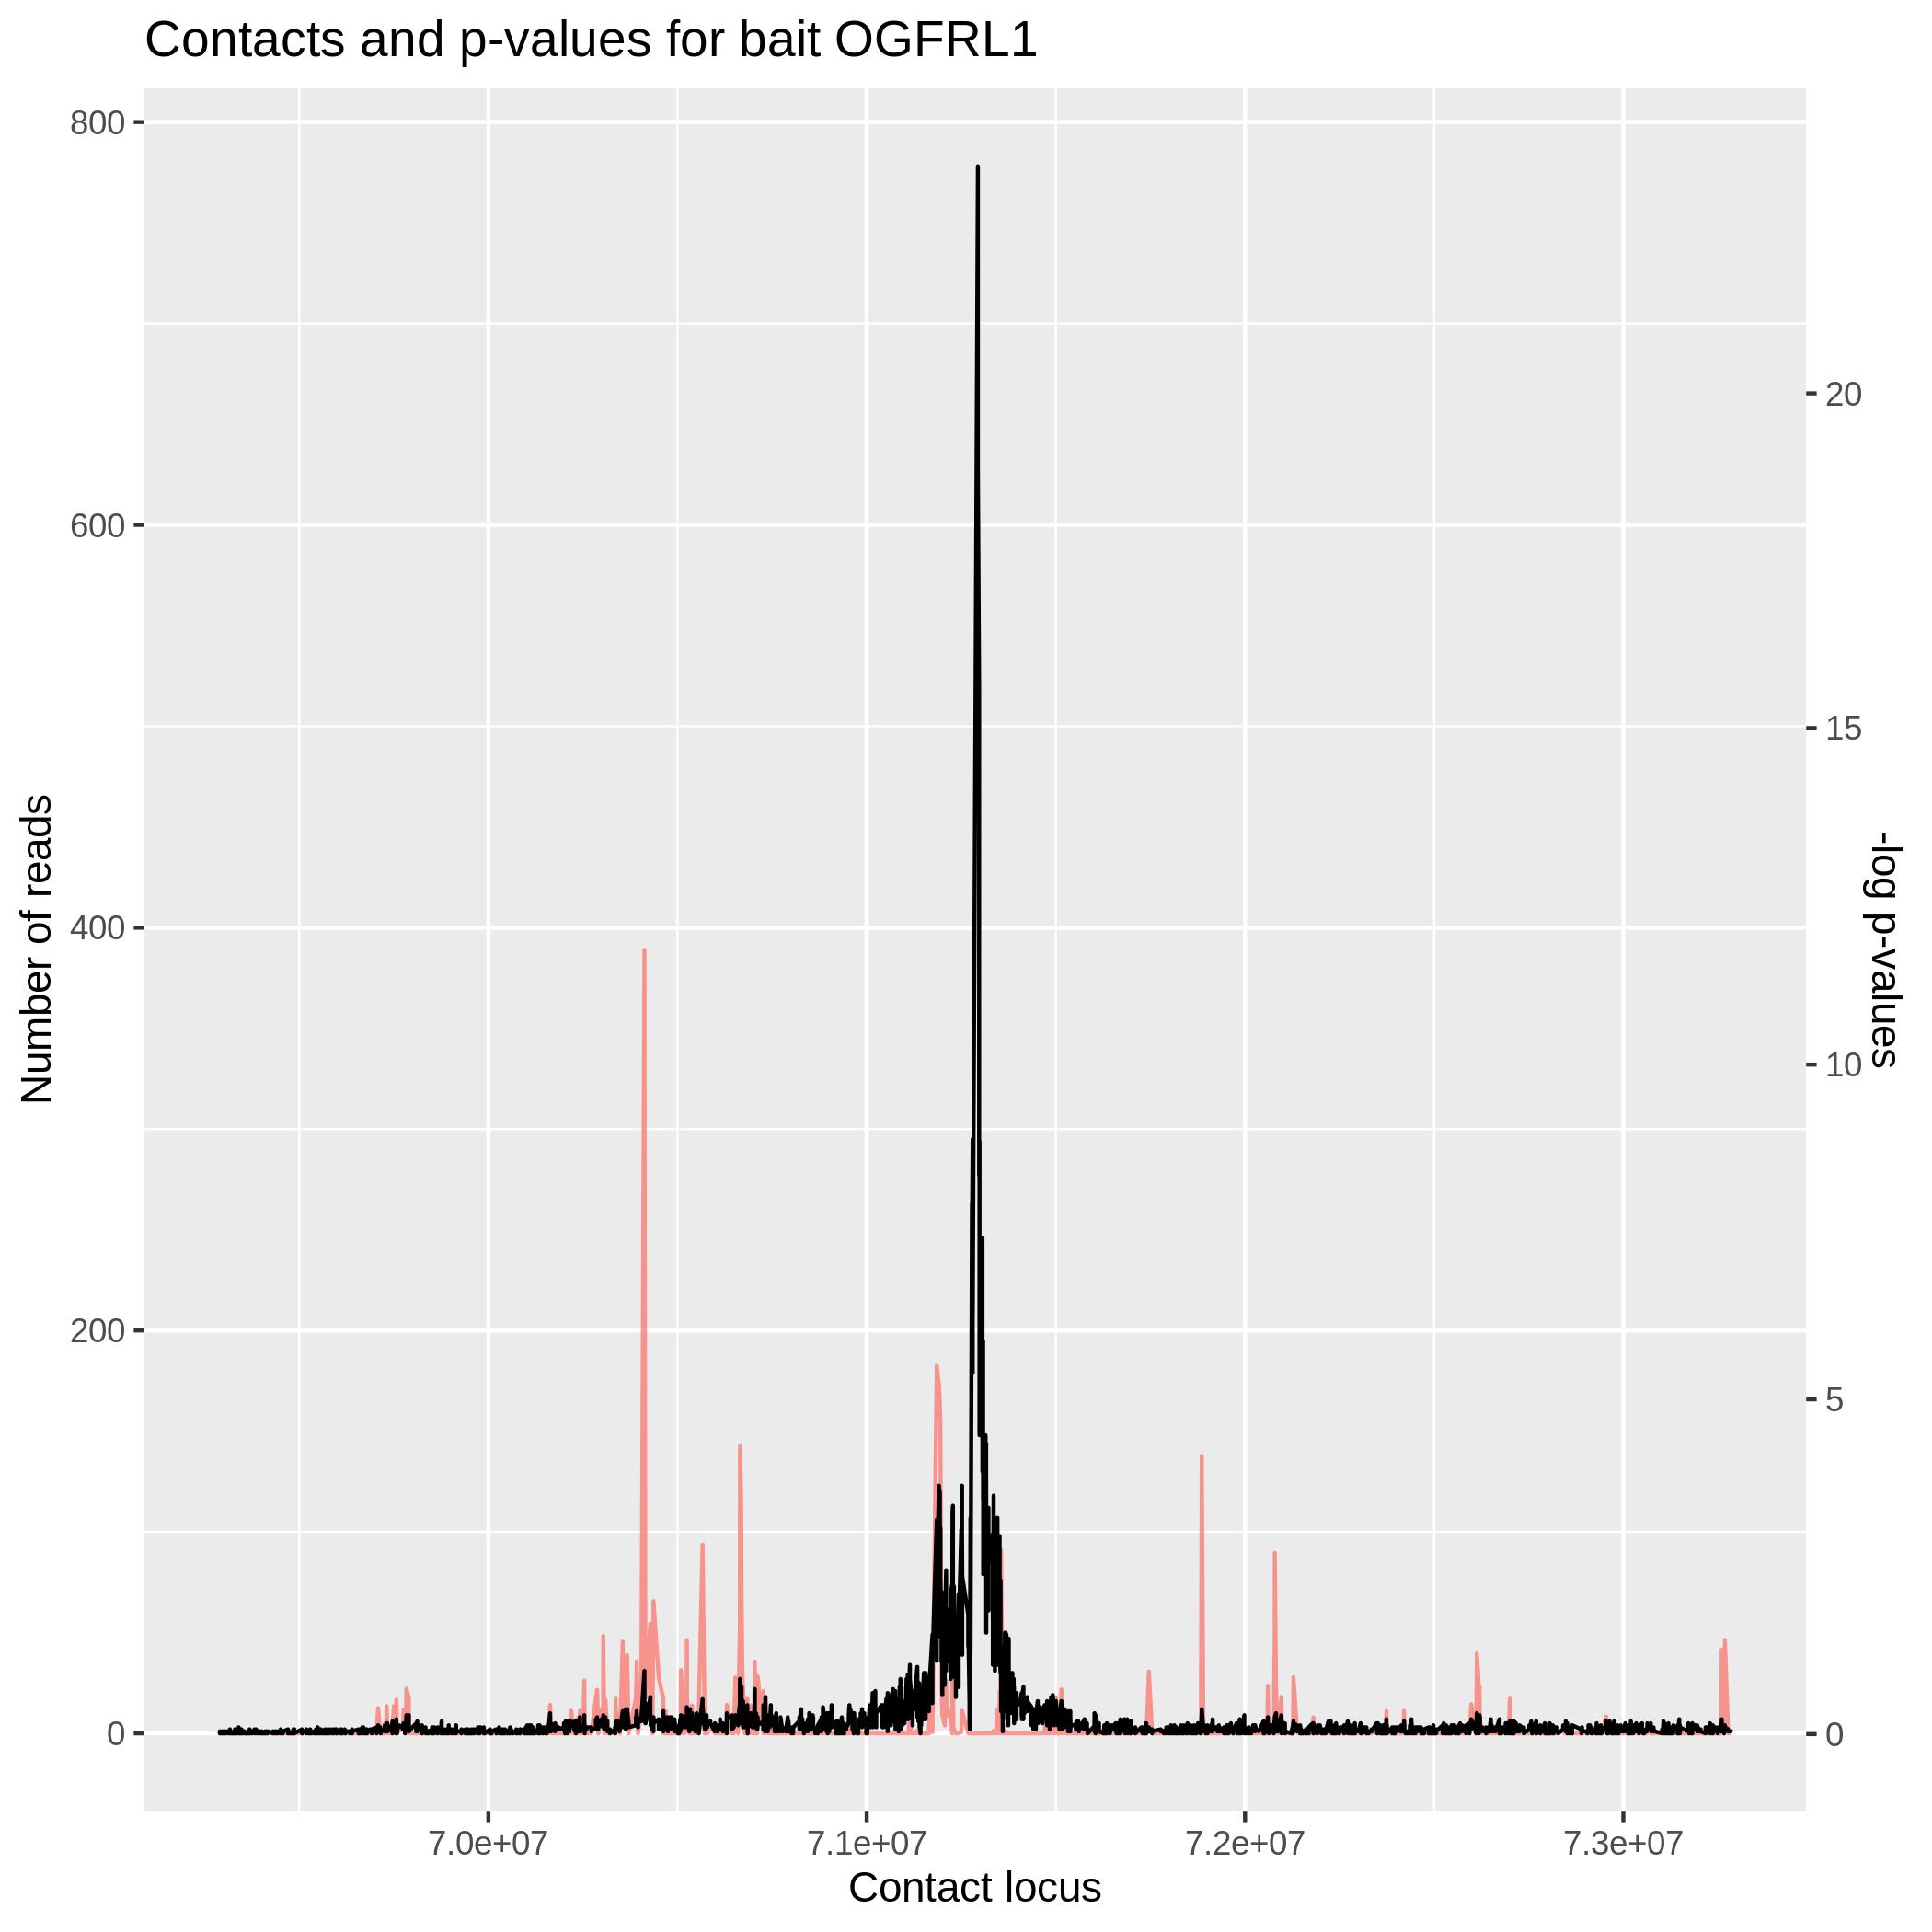 Contacts and p-values for bait OGFRL1
800
600
400
200
0
Number of reads
20
15
10
5
0
-log p-values
7.0e+07
7.1e+07
7.2e+07
7.3e+07
Contact locus